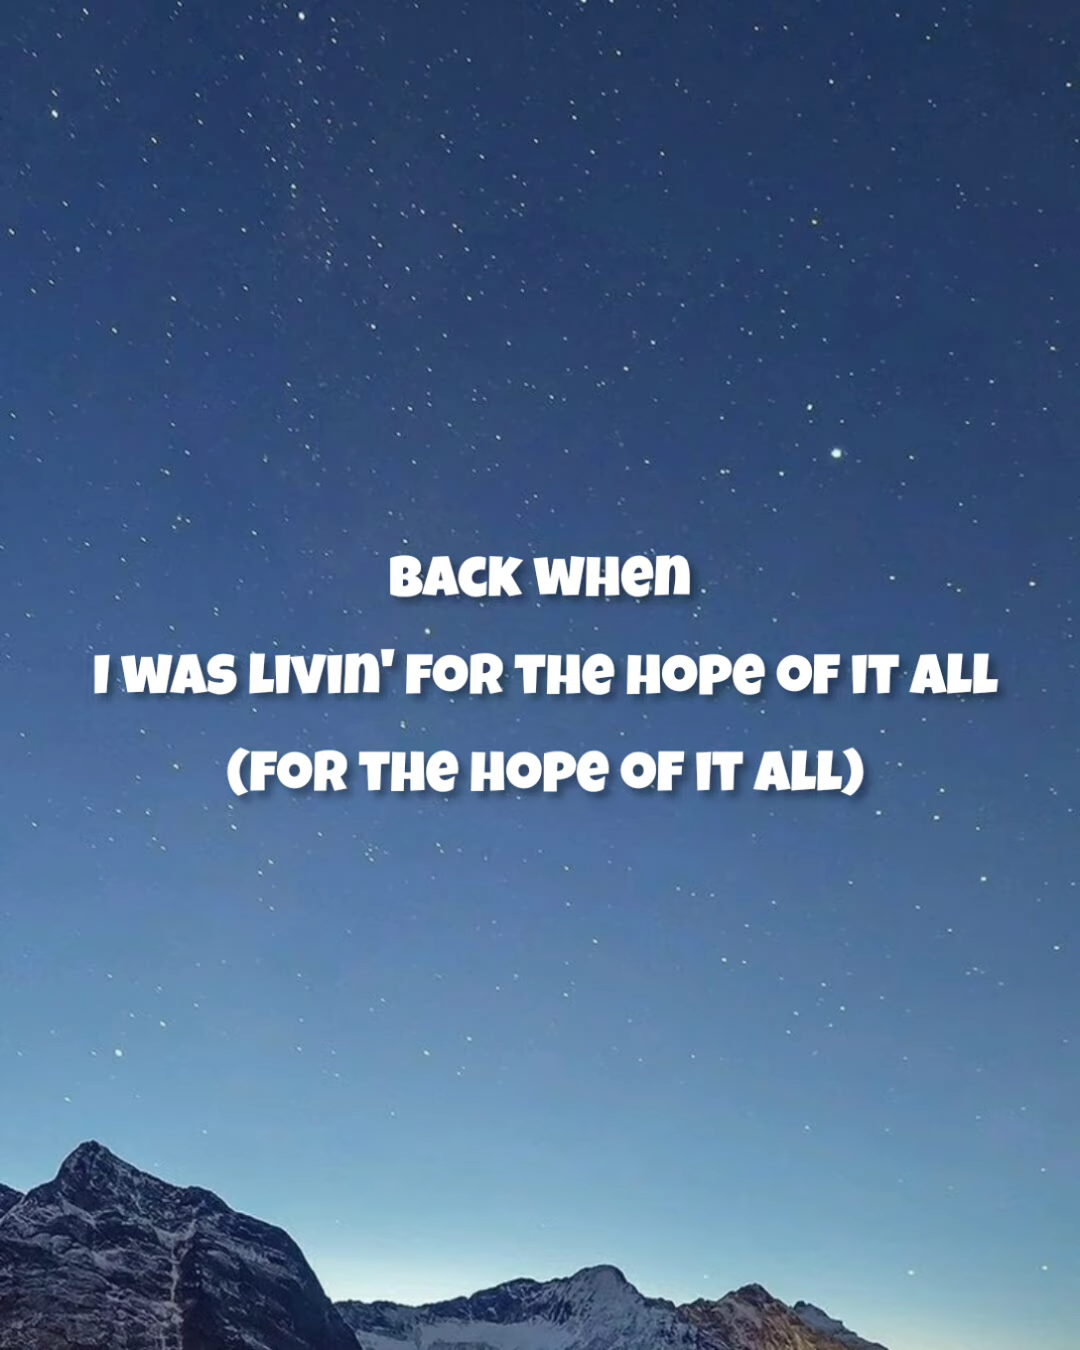 Back when
I was livin' for the hope of it all
(For the hope of it all)